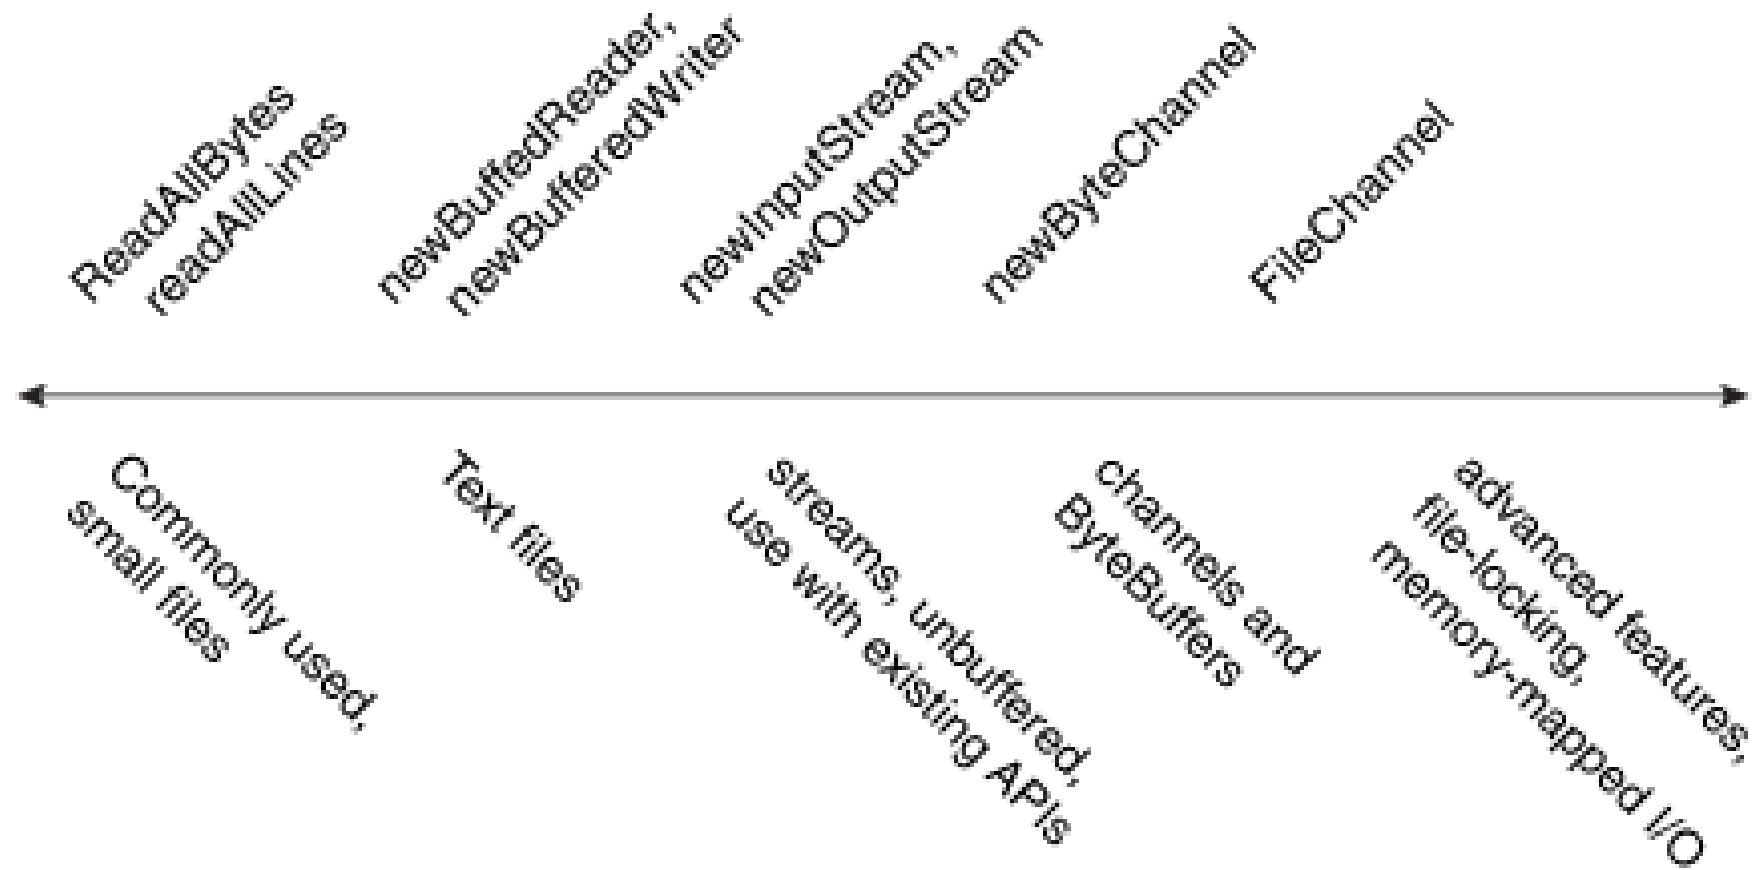 ReadAllBytes
readAllLines
newBuffedReader,
newBufferedWriter
newInputStream,
newOutputStream
newByteChannel
FileChannel
Commonly used,
small files
Text files
streams, unbuffered,
use with existing APIs
channels and
ByteBuffers
advanced features,
file-locking,
memory-mapped I/O